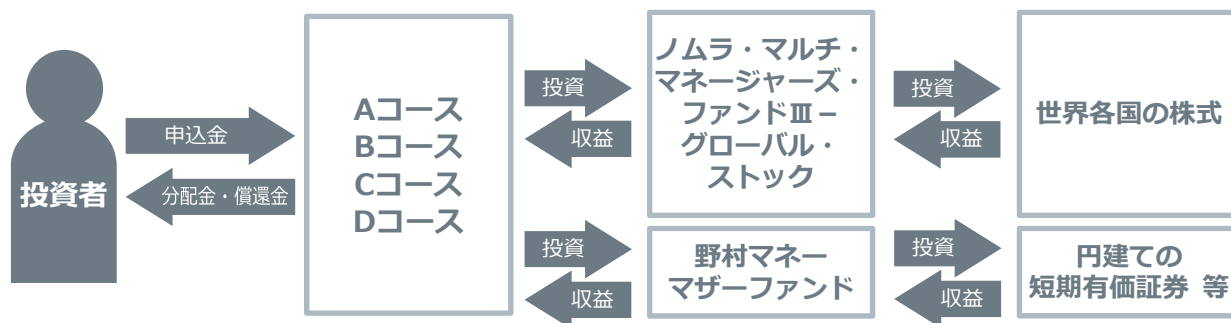 投資者
申込金
分配金・償還金
Aコース
Bコース
Cコース
Dコース
投資
収益
ノムラ・マルチ・
マネージャーズ・
ファンドⅢ－
グローバル・
ストック
投資
収益
世界各国の株式
投資
収益
野村マネー
マザーファンド
投資
収益
円建ての
短期有価証券 等